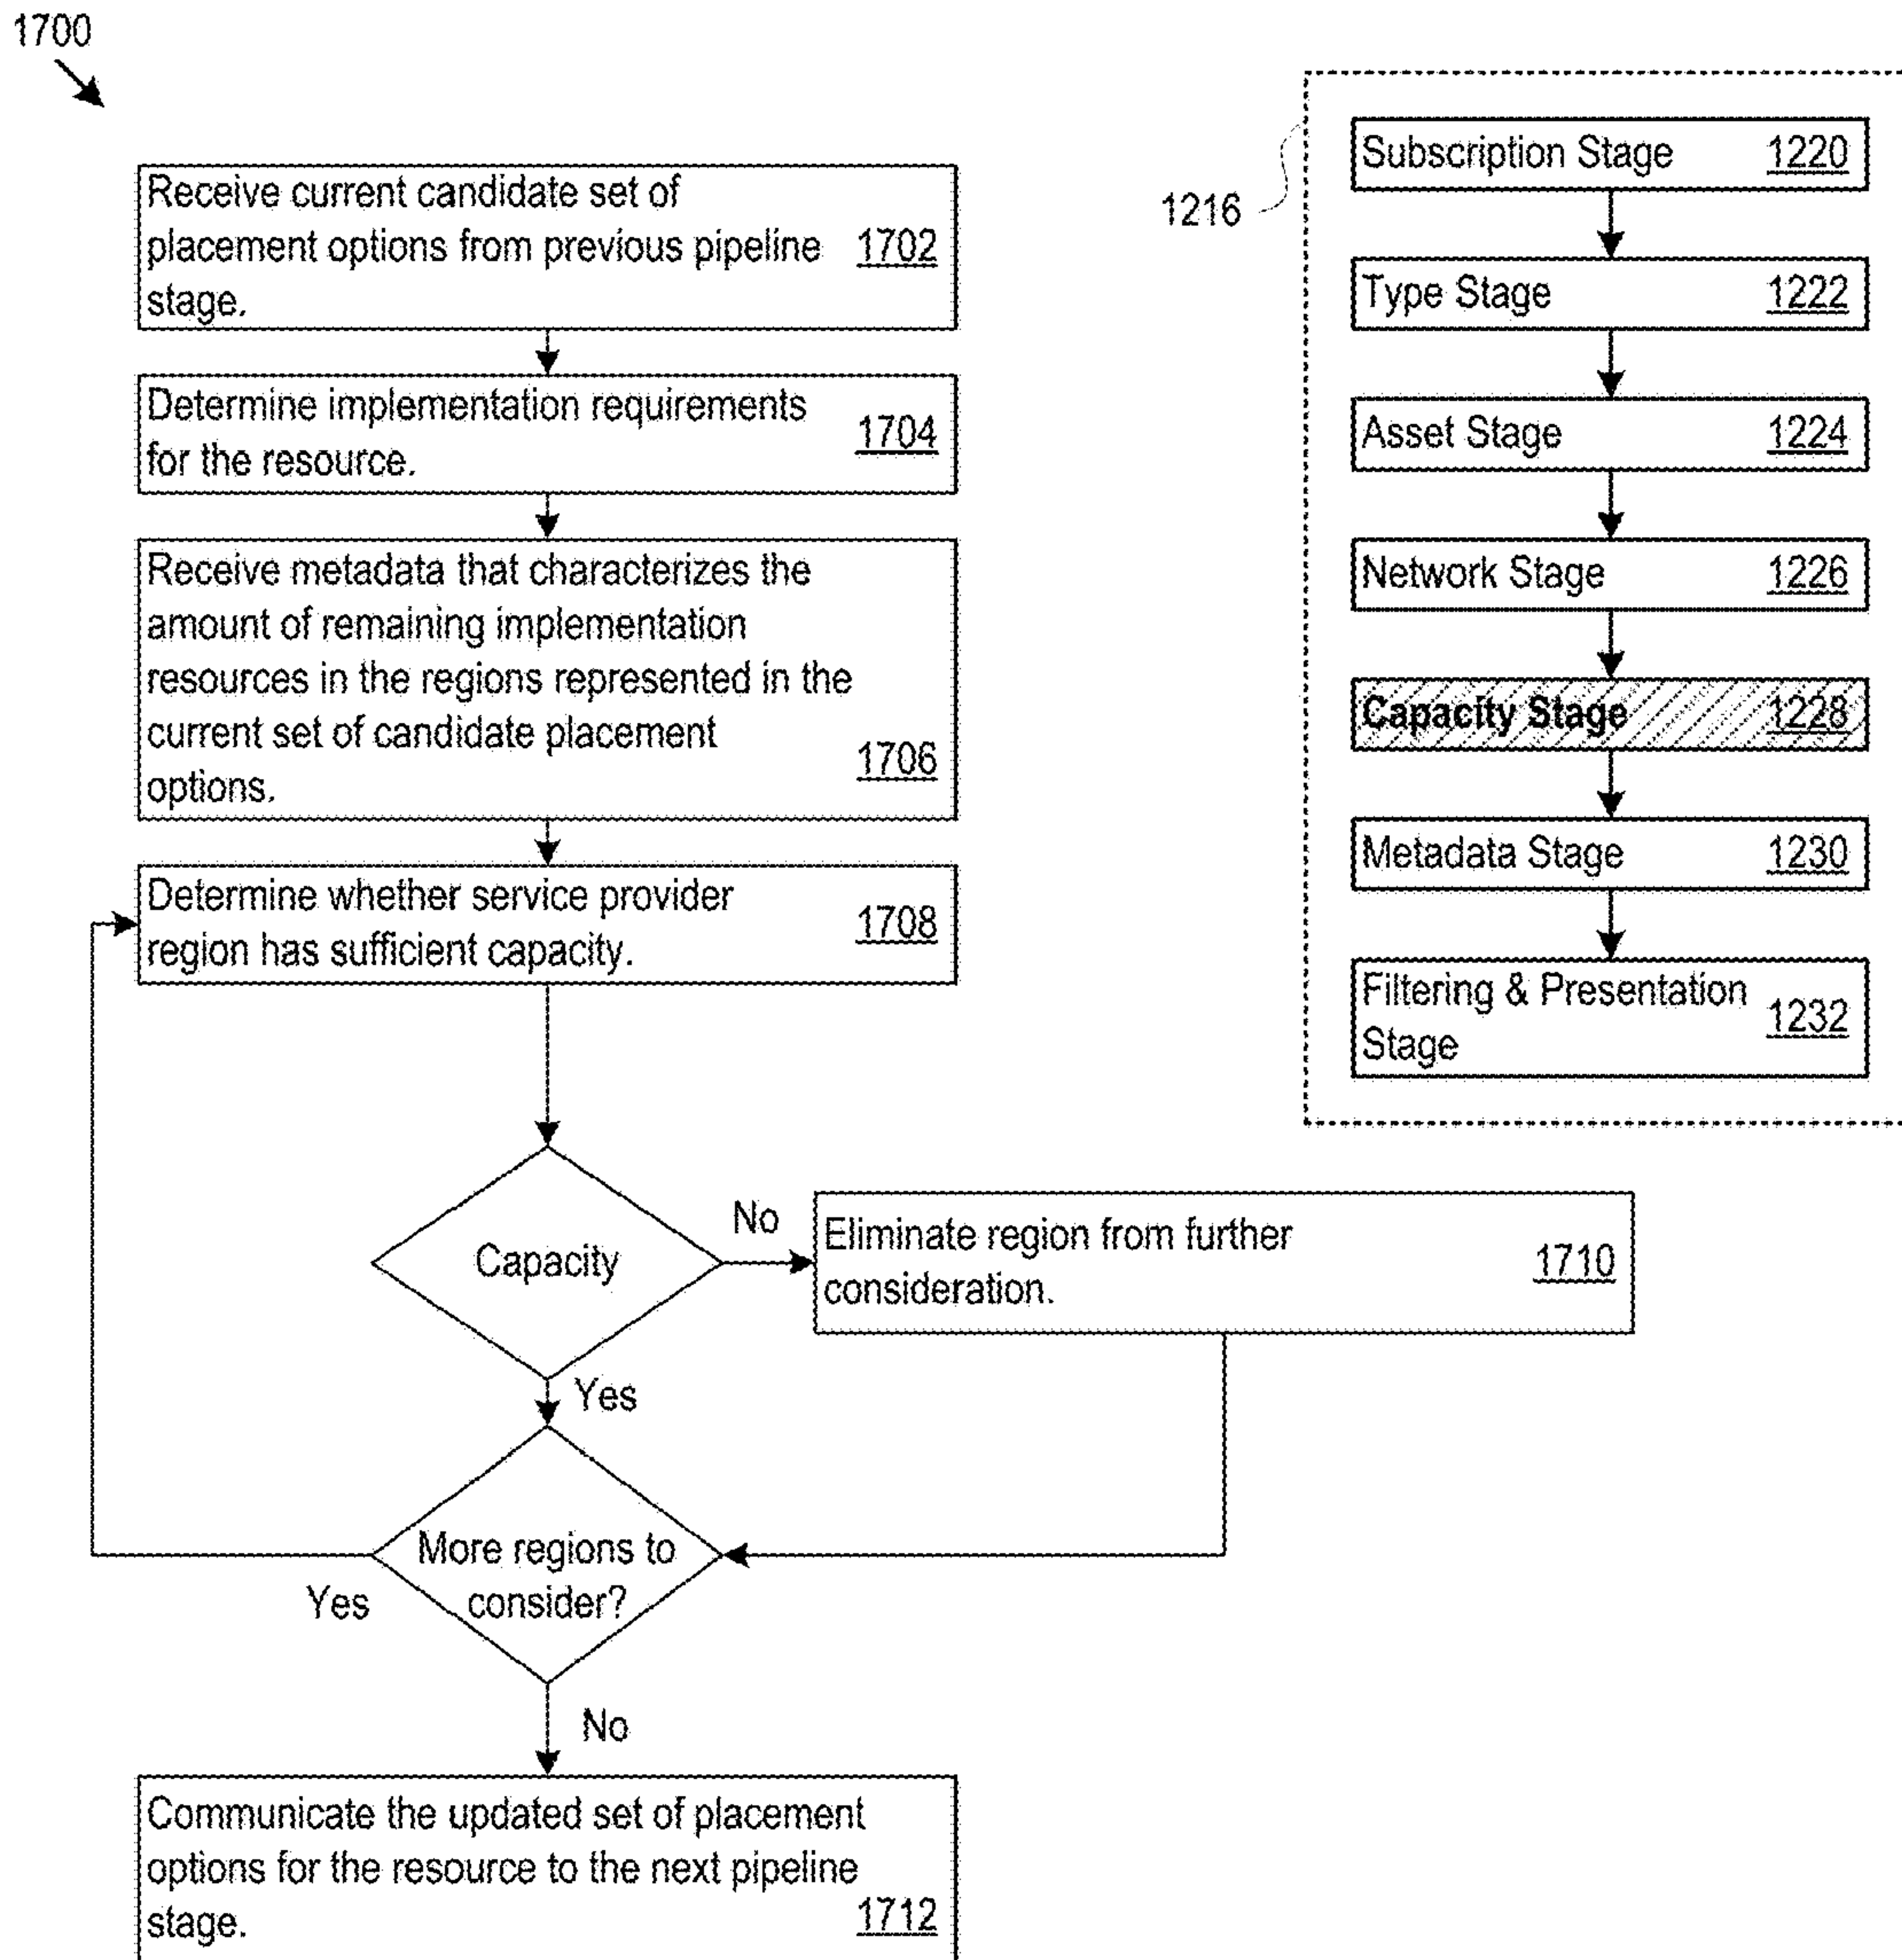 1700
Receive current candidate set of
placement options from previous pipeline 1702
stage.
Determine implementation requirements
for the resource. 1704
Receive metadata that characterizes the
amount of remaining implementation
resources in the regions represented in the
current set of candidate placement
options. 1706
Determine whether service provider
region has sufficient capacity. 1708
Capacity
No
Eliminate region from further
consideration. 1710
Yes
More regions to
consider?
Yes
No
Communicate the updated set of placement
options for the resource to the next pipeline
stage. 1712
1216
Subscription Stage 1220
Type Stage 1222
Asset Stage 1224
Network Stage 1226
Capacity Stage 1228
Metadata Stage 1230
Filtering & Presentation 1232
Stage